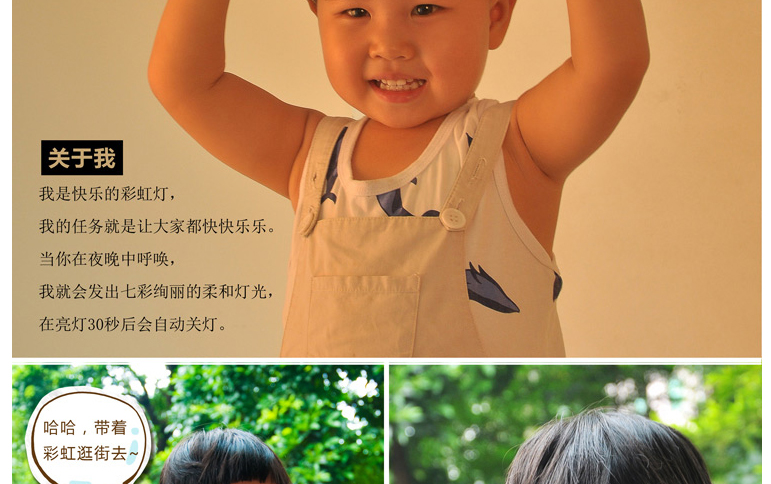 关于我
我是快乐的彩虹灯，
我的任务就是让大家都快快乐乐。
当你在夜晚中呼唤，
我就会发出七彩绚丽的柔和灯光，
在亮灯30秒后会自动关灯。
哈哈，带着
彩虹逛街去~